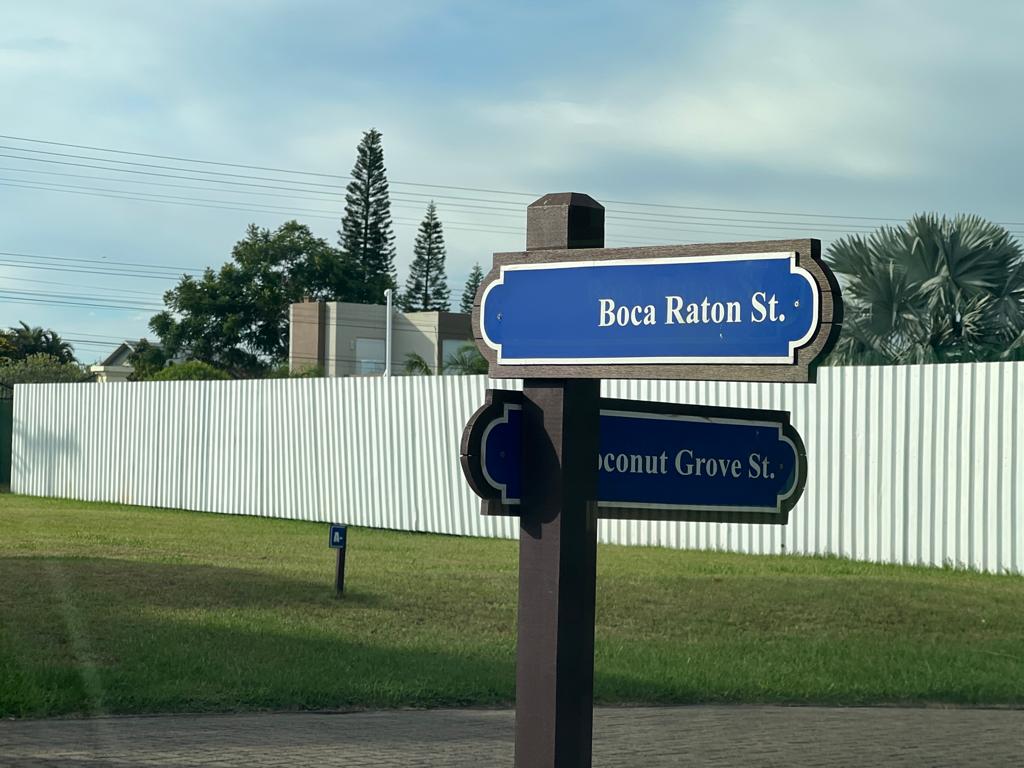 Boca Raton St.
oconut Grove St.
A-